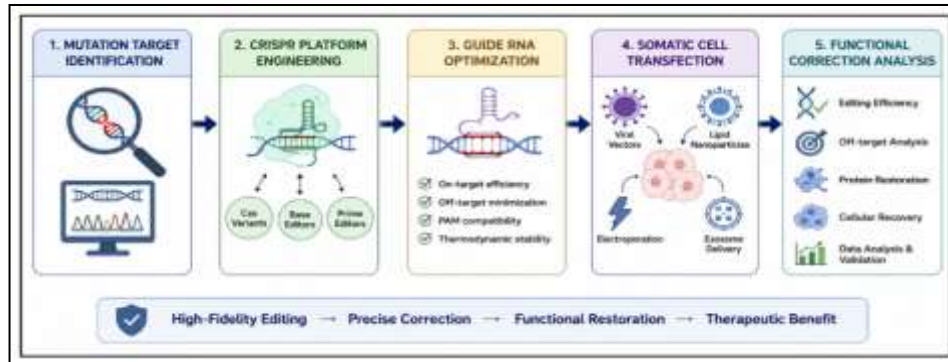 1. MUTATION TARGET
IDENTIFICATION
2. CRISPR PLATFORM
ENGINEERING
Cas
Variants
Base
Editors
Prime
Editors
3. GUIDE RNA
OPTIMIZATION
On-target efficiency
Off-target minimization
PAM compatibility
Thermodynamic stability
4. SOMATIC CELL
TRANSFECTION
Viral
Vectors
Lipid
Nanoparticles
Electroporation
Exosome
Delivery
5. FUNCTIONAL
CORRECTION ANALYSIS
Editing Efficiency
Off-target Analysis
Protein Restoration
Cellular Recovery
Data Analysis &
Validation
High-Fidelity Editing → Precise Correction → Functional Restoration → Therapeutic Benefit